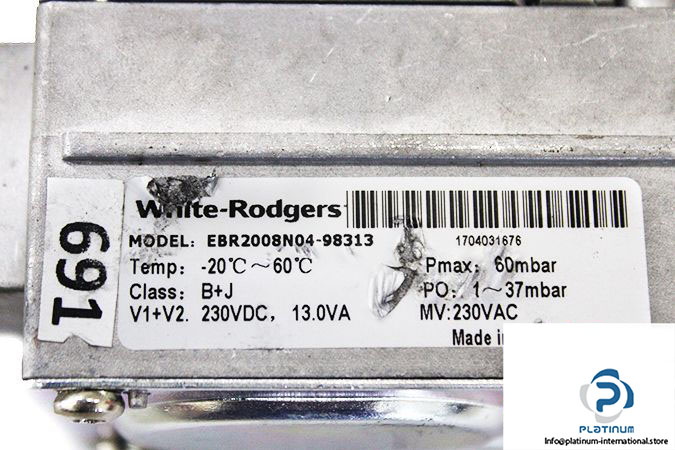 White-Rodgers
MODEL: EBR2008N04-98313
1704031676
Temp: -20℃~60℃
Pmax: 60mbar
Class: B+J
PO: 1~37mbar
V1+V2. 230VDC, 13.0VA
MV:230VAC
Made in
691
PLATINUM
Info@platinum-international.store